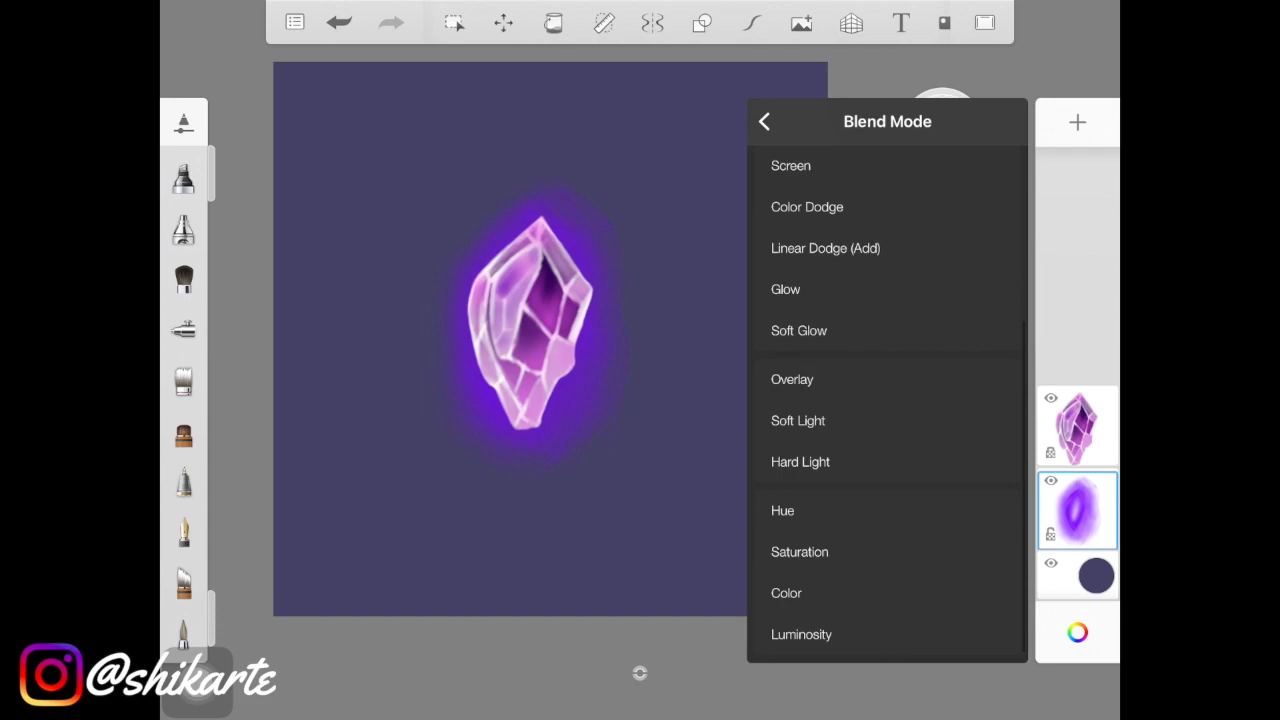 T
Blend Mode
Screen
Color Dodge
Linear Dodge (Add)
Glow
Soft Glow
Overlay
Soft Light
Hard Light
Hue
Saturation
Color
Luminosity
@shikarte